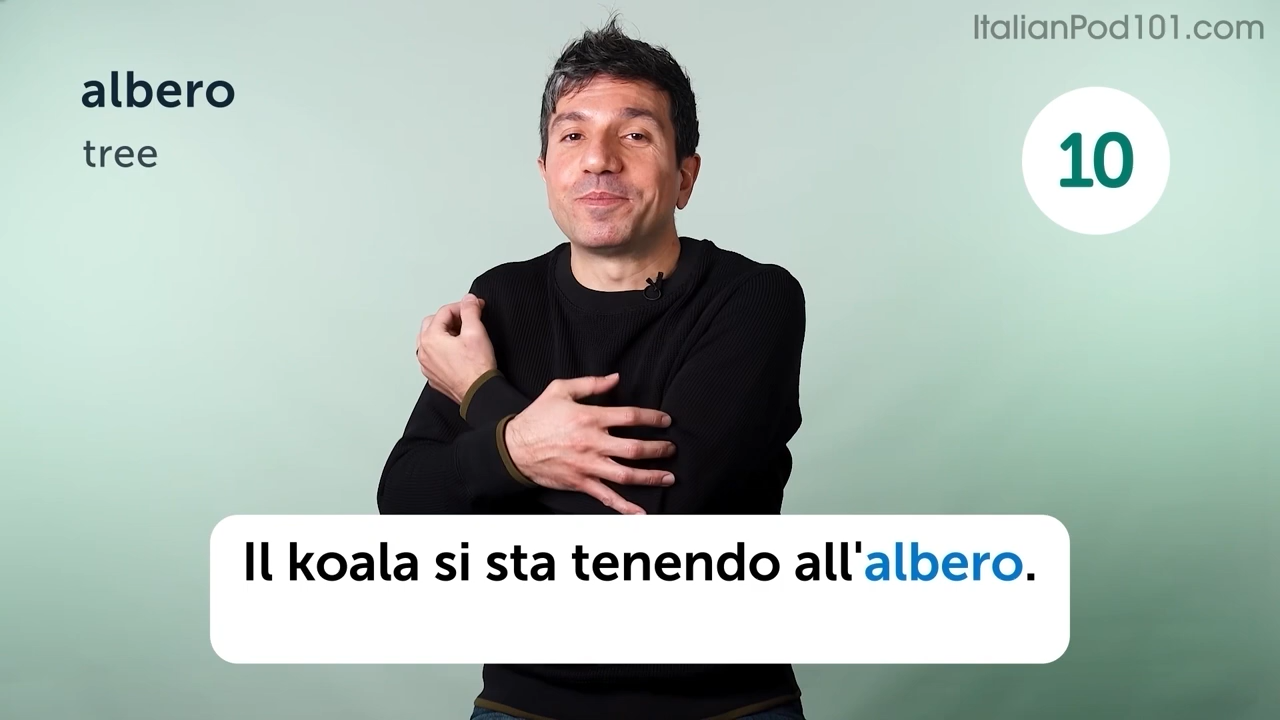 ItalianPod101.com
albero
tree
10
Il koala si sta tenendo all'albero.